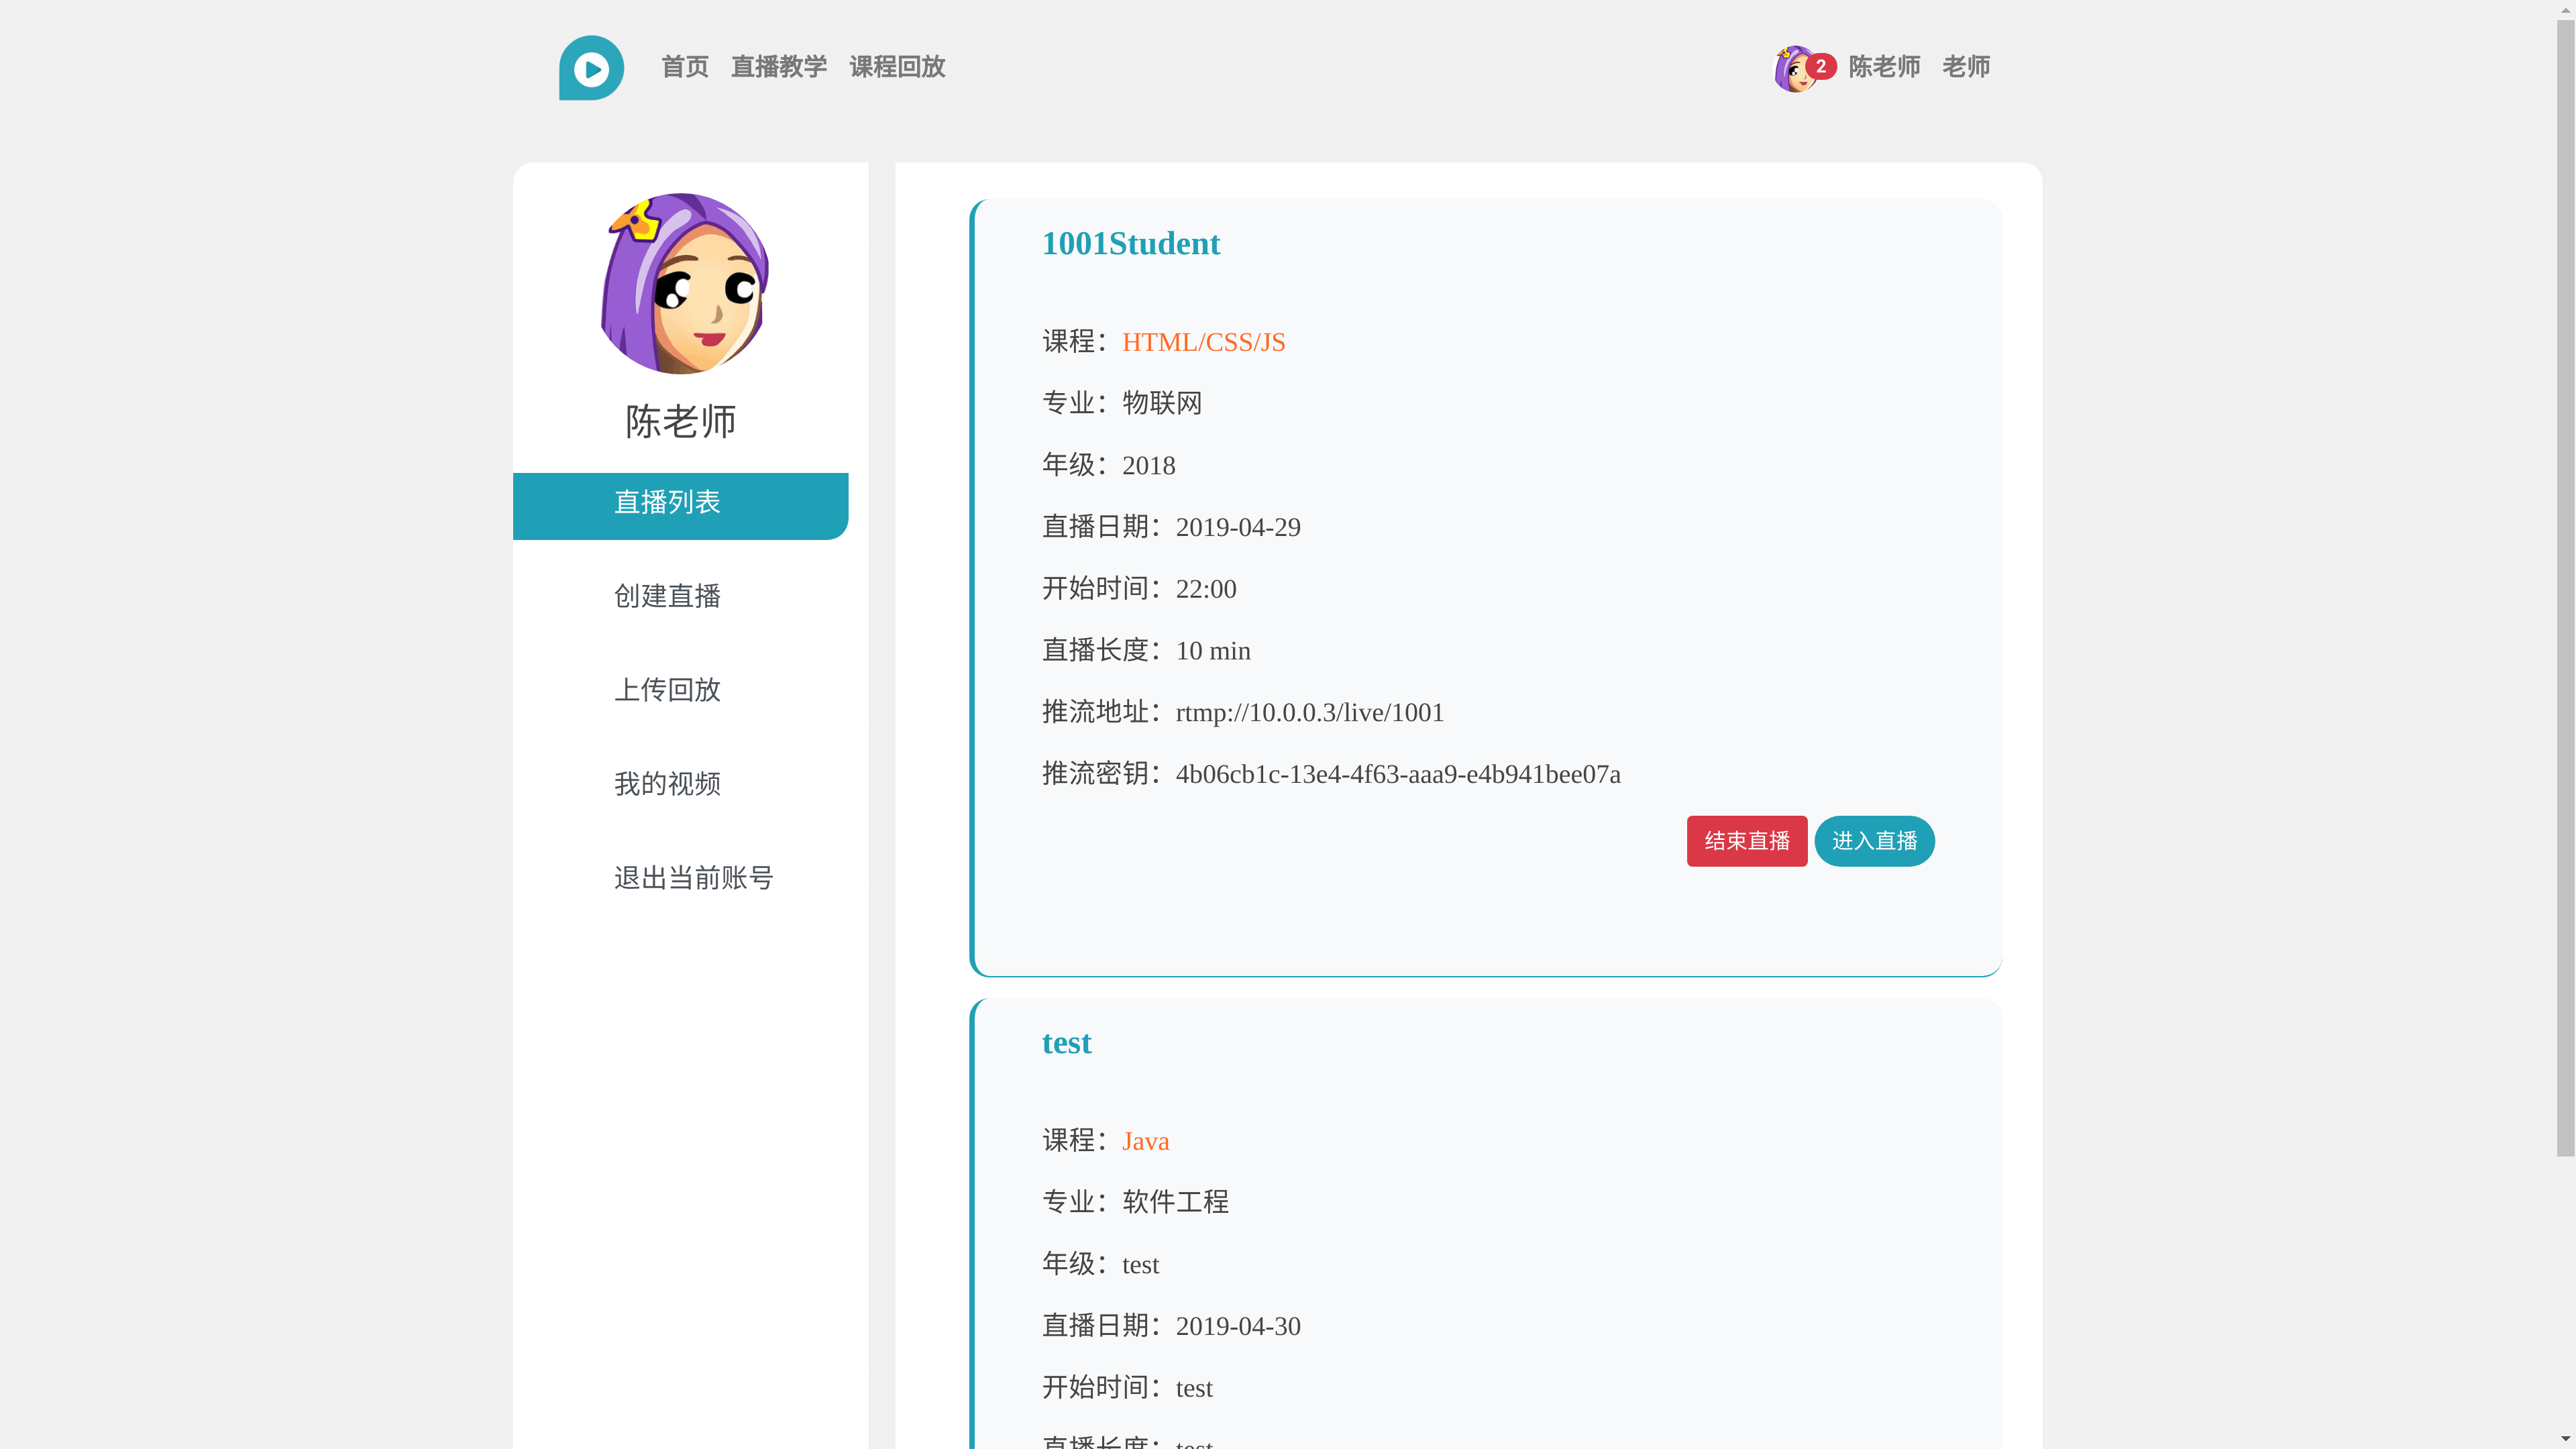 首页 直播教学 课程回放 2 陈老师 老师
陈老师
直播列表
创建直播
上传回放
我的视频
退出当前账号
1001Student
课程：HTML/CSS/JS
专业：物联网
年级：2018
直播日期：2019-04-29
开始时间：22:00
直播长度：10 min
推流地址：rtmp://10.0.0.3/live/1001
推流密钥：4b06cb1c-13e4-4f63-aaa9-e4b941bee07a
结束直播 进入直播
test
课程：Java
专业：软件工程
年级：test
直播日期：2019-04-30
开始时间：test
直播长度：test